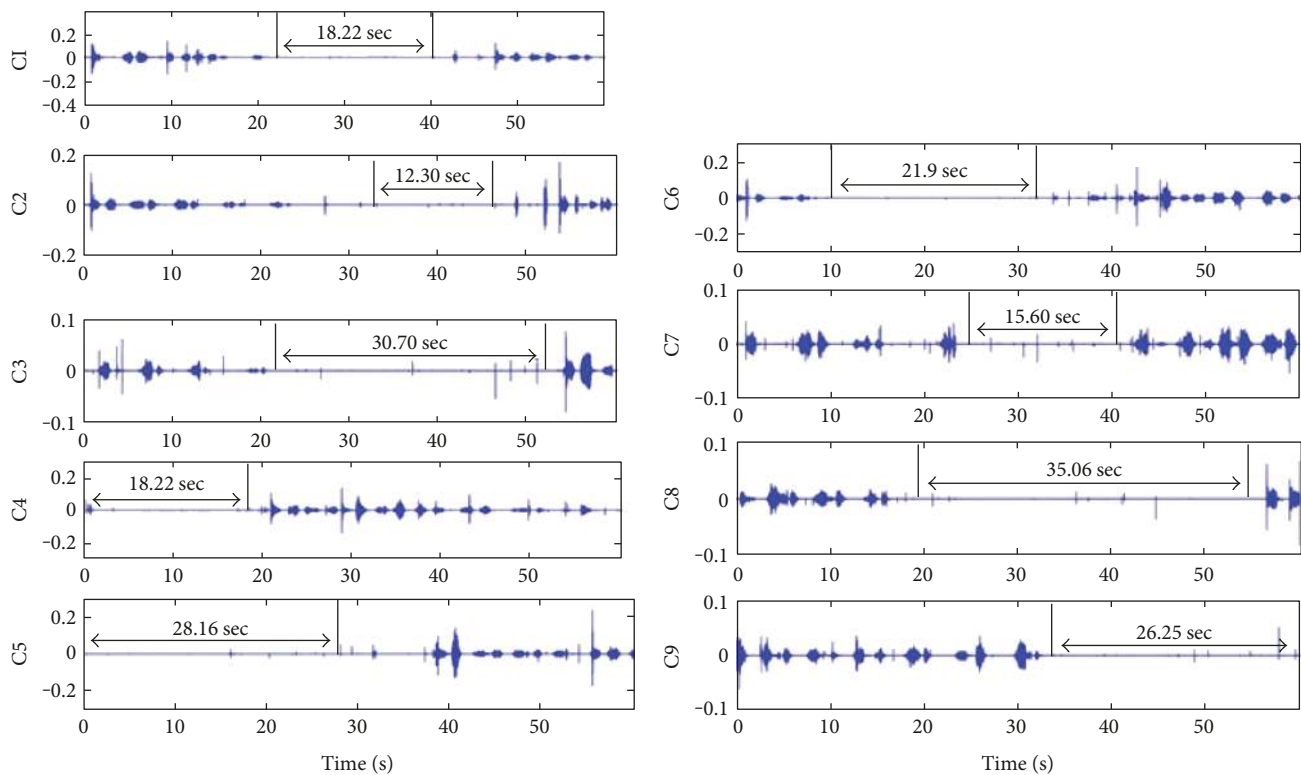 CI
0.2
0
−0.2
−0.4
18.22 sec
0 10 20 30 40 50
C2
0.2
0
−0.2
12.30 sec
0 10 20 30 40 50
C3
0.1
0
−0.1
30.70 sec
0 10 20 30 40 50
C4
0.2
0
−0.2
18.22 sec
0 10 20 30 40 50
C5
0.2
0
−0.2
28.16 sec
0 10 20 30 40 50
Time (s)
C6
0.2
0
−0.2
21.9 sec
0 10 20 30 40 50
C7
0.1
0
−0.1
15.60 sec
0 10 20 30 40 50
C8
0.1
0
−0.1
35.06 sec
0 10 20 30 40 50
C9
0.1
0
−0.1
26.25 sec
0 10 20 30 40 50
Time (s)